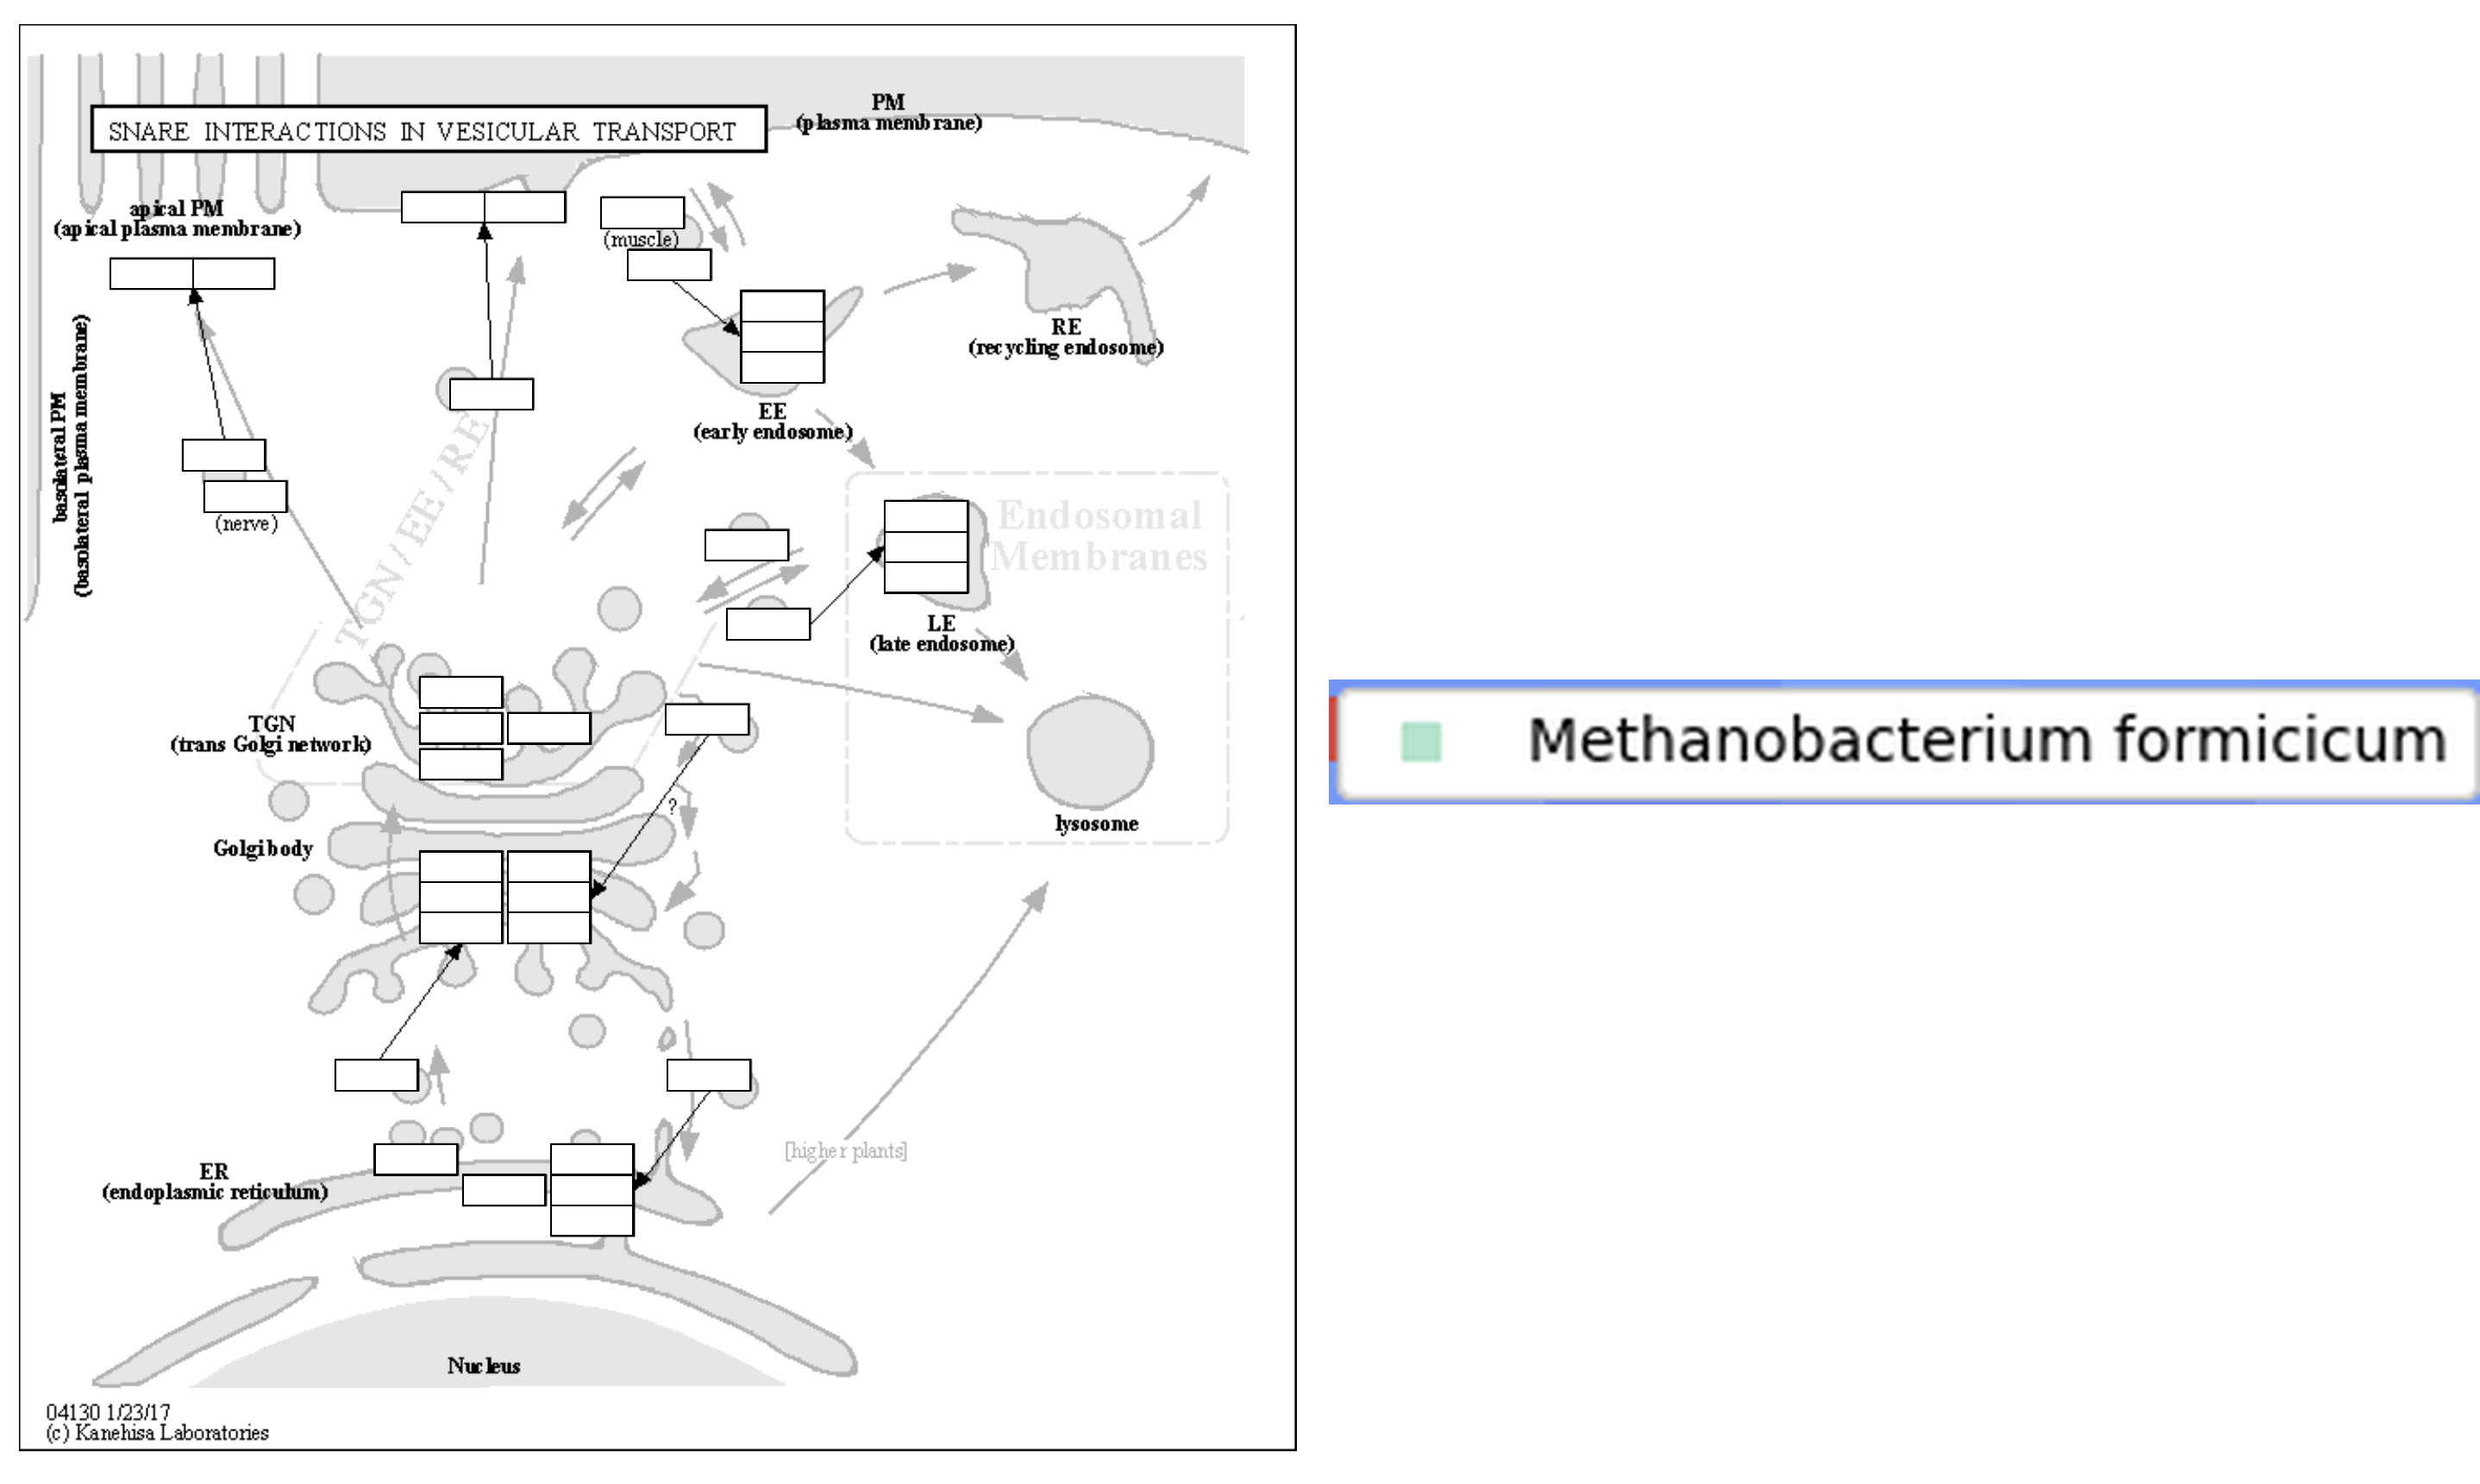 SNARE INTERACTIONS IN VESICULAR TRANSPORT
PM
(plasma membrane)
apical PM
(apical plasma membrane)
(muscle)
basolateral PM
(basolateral plasma membrane)
RE
(recycling endosome)
EE
(early endosome)
(nerve)
TGN/EE/RE
Endosomal
Membranes
LE
(late endosome)
TGN
(trans Golgi network)
?
lysosome
Golgi body
[higher plants]
ER
(endoplasmic reticulum)
Nucleus
04130 1/23/17
(c) Kanehisa Laboratories
Methanobacterium formicicum